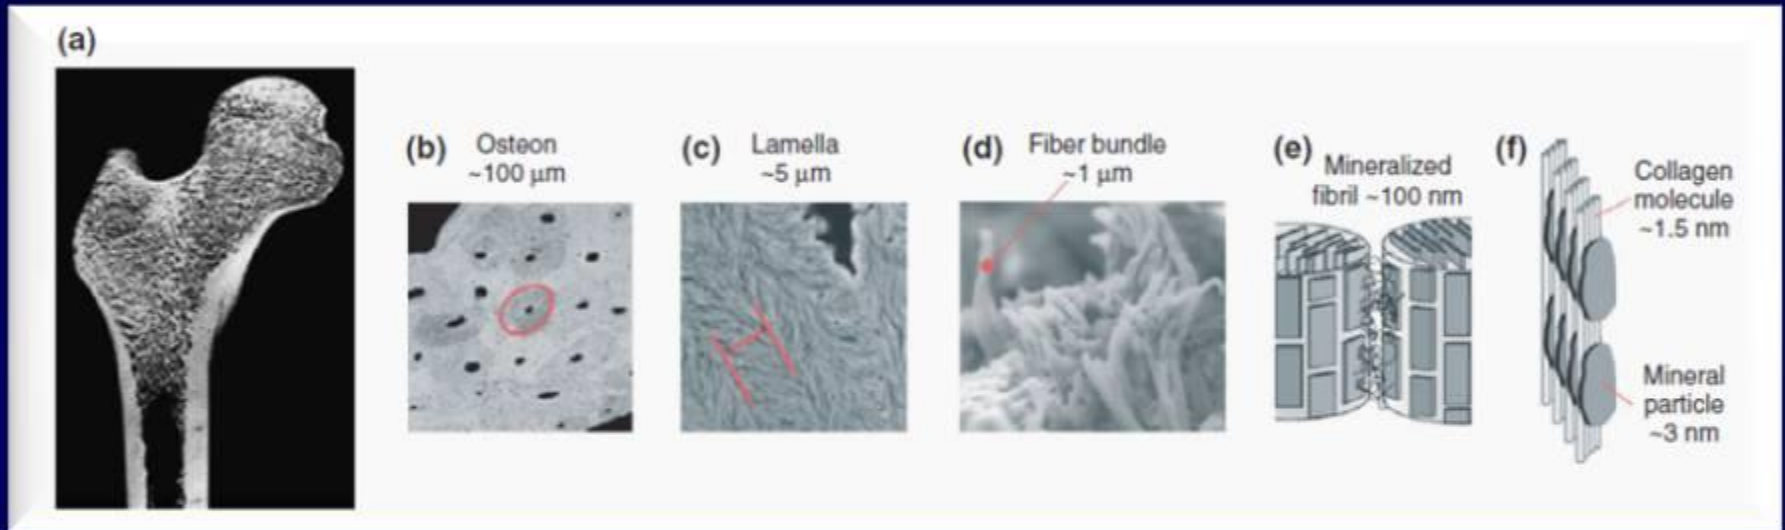 (a)
(b) Osteon
~100 μm
(c) Lamella
~5 μm
(d) Fiber bundle
~1 μm
(e) Mineralized
fibril ~100 nm
(f)
Collagen
molecule
~1.5 nm
Mineral
particle
~3 nm